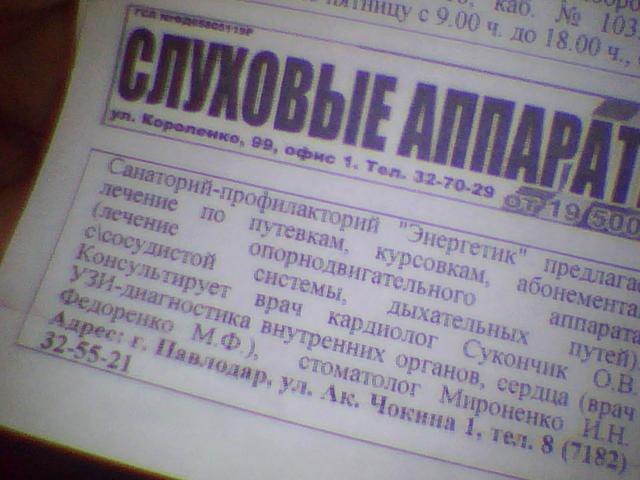 каб. № 103.
пятницу с 9.00 ч. до 18.00 ч.,
СЛУХОВЫЕ АППАРАТ
ул. Короленко, 99, офис 1. Тел. 32-70-29
от 19 500
Санаторий-профилакторий "Энергетик" предлагае
лечение по путевкам, курсовкам, абонемента
(лечение опорнодвигательного аппарата
с\сосудистой системы, дыхательных путей).
Консультирует врач кардиолог Сукончик О.В.
УЗИ-диагностика внутренних органов, сердца (врач
Федоренко М.Ф.), стоматолог Мироненко И.Н.
Адрес: г. Павлодар, ул. Ак. Чокина 1, тел. 8 (7182)
32-55-21